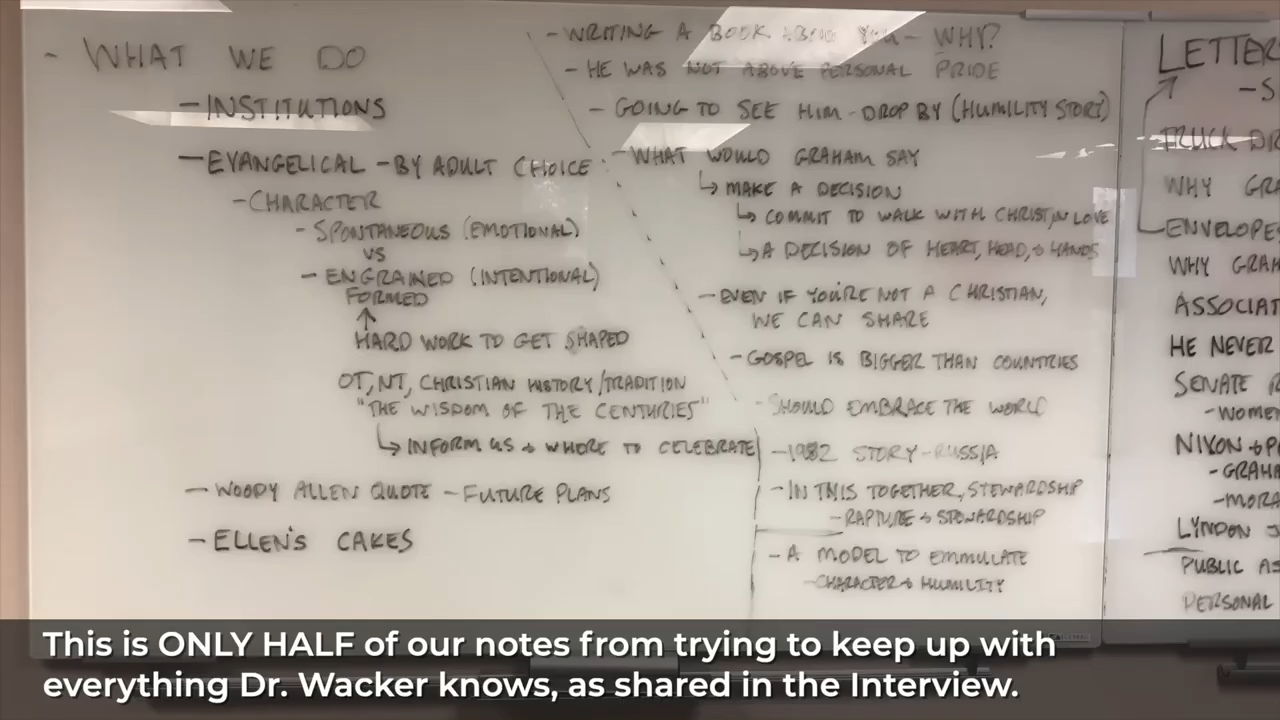 - WHAT WE DO
- INSTITUTIONS
- EVANGELICAL - BY ADULT CHOICE
- CHARACTER
- SPONTANEOUS (EMOTIONAL)
VS
- ENGRAINED (INTENTIONAL)
FORMED
↑
HARD WORK TO GET SHAPED
OT, NT, CHRISTIAN HISTORY/TRADITION
"THE WISDOM OF THE CENTURIES"
↳ INFORM US + WHERE TO CELEBRATE
- WOODY ALLEN QUOTE - FUTURE PLANS
- ELLEN'S CAKES
- WRITING A BOOK ABOUT YOU - WHY?
- HE WAS NOT ABOVE PERSONAL PRIDE
- GOING TO SEE HIM - DROP BY (HUMILITY STORY)
- WHAT WOULD GRAHAM SAY
↳ MAKE A DECISION
↳ COMMIT TO WALK WITH CHRIST, IN LOVE
↳ A DECISION OF HEART, HEAD, + HANDS
- EVEN IF YOU'RE NOT A CHRISTIAN,
WE CAN SHARE
- GOSPEL IS BIGGER THAN COUNTRIES
- SHOULD EMBRACE THE WORLD
- 1982 STORY - RUSSIA
- IN THIS TOGETHER, STEWARDSHIP
- RAPTURE + STEWARDSHIP
- A MODEL TO EMMULATE
- CHARACTER + HUMILITY
LETTER
- S
TRUCK DR
WHY GRA
ENVELOPES
WHY GRAH
ASSOCIAT
HE NEVER
SENATE
- WOMEN
NIXON + P
- GRAHA
- MORA
LYNDON J
PUBLIC AS
PERSONAL
This is ONLY HALF of our notes from trying to keep up with
everything Dr. Wacker knows, as shared in the Interview.